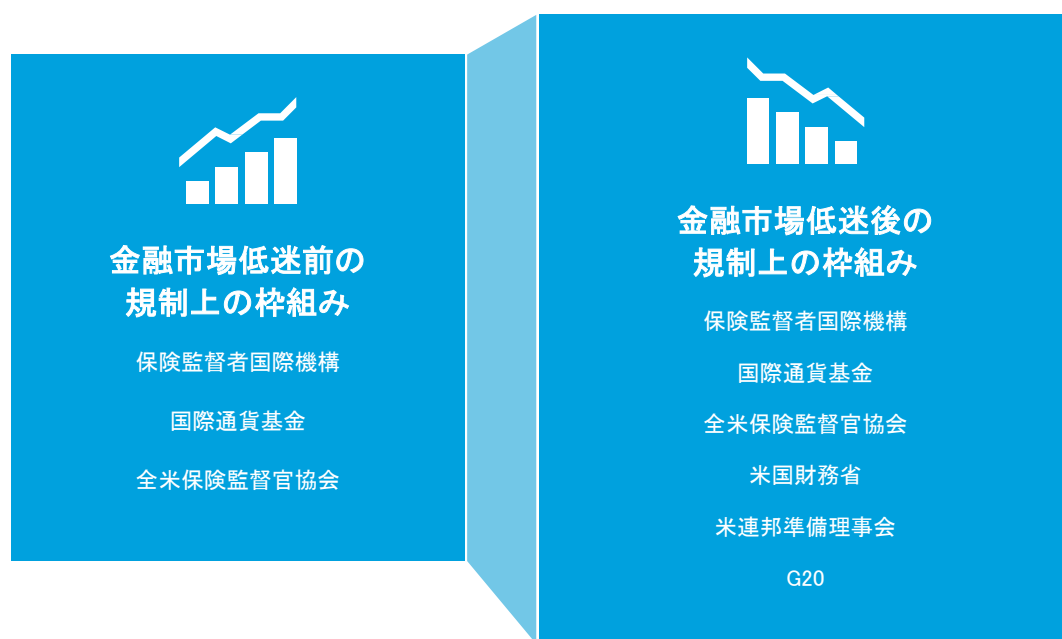 金融市場低迷前の
規制上の枠組み
保険監督者国際機構
国際通貨基金
全米保険監督官協会
金融市場低迷後の
規制上の枠組み
保険監督者国際機構
国際通貨基金
全米保険監督官協会
米国財務省
米連邦準備理事会
G20